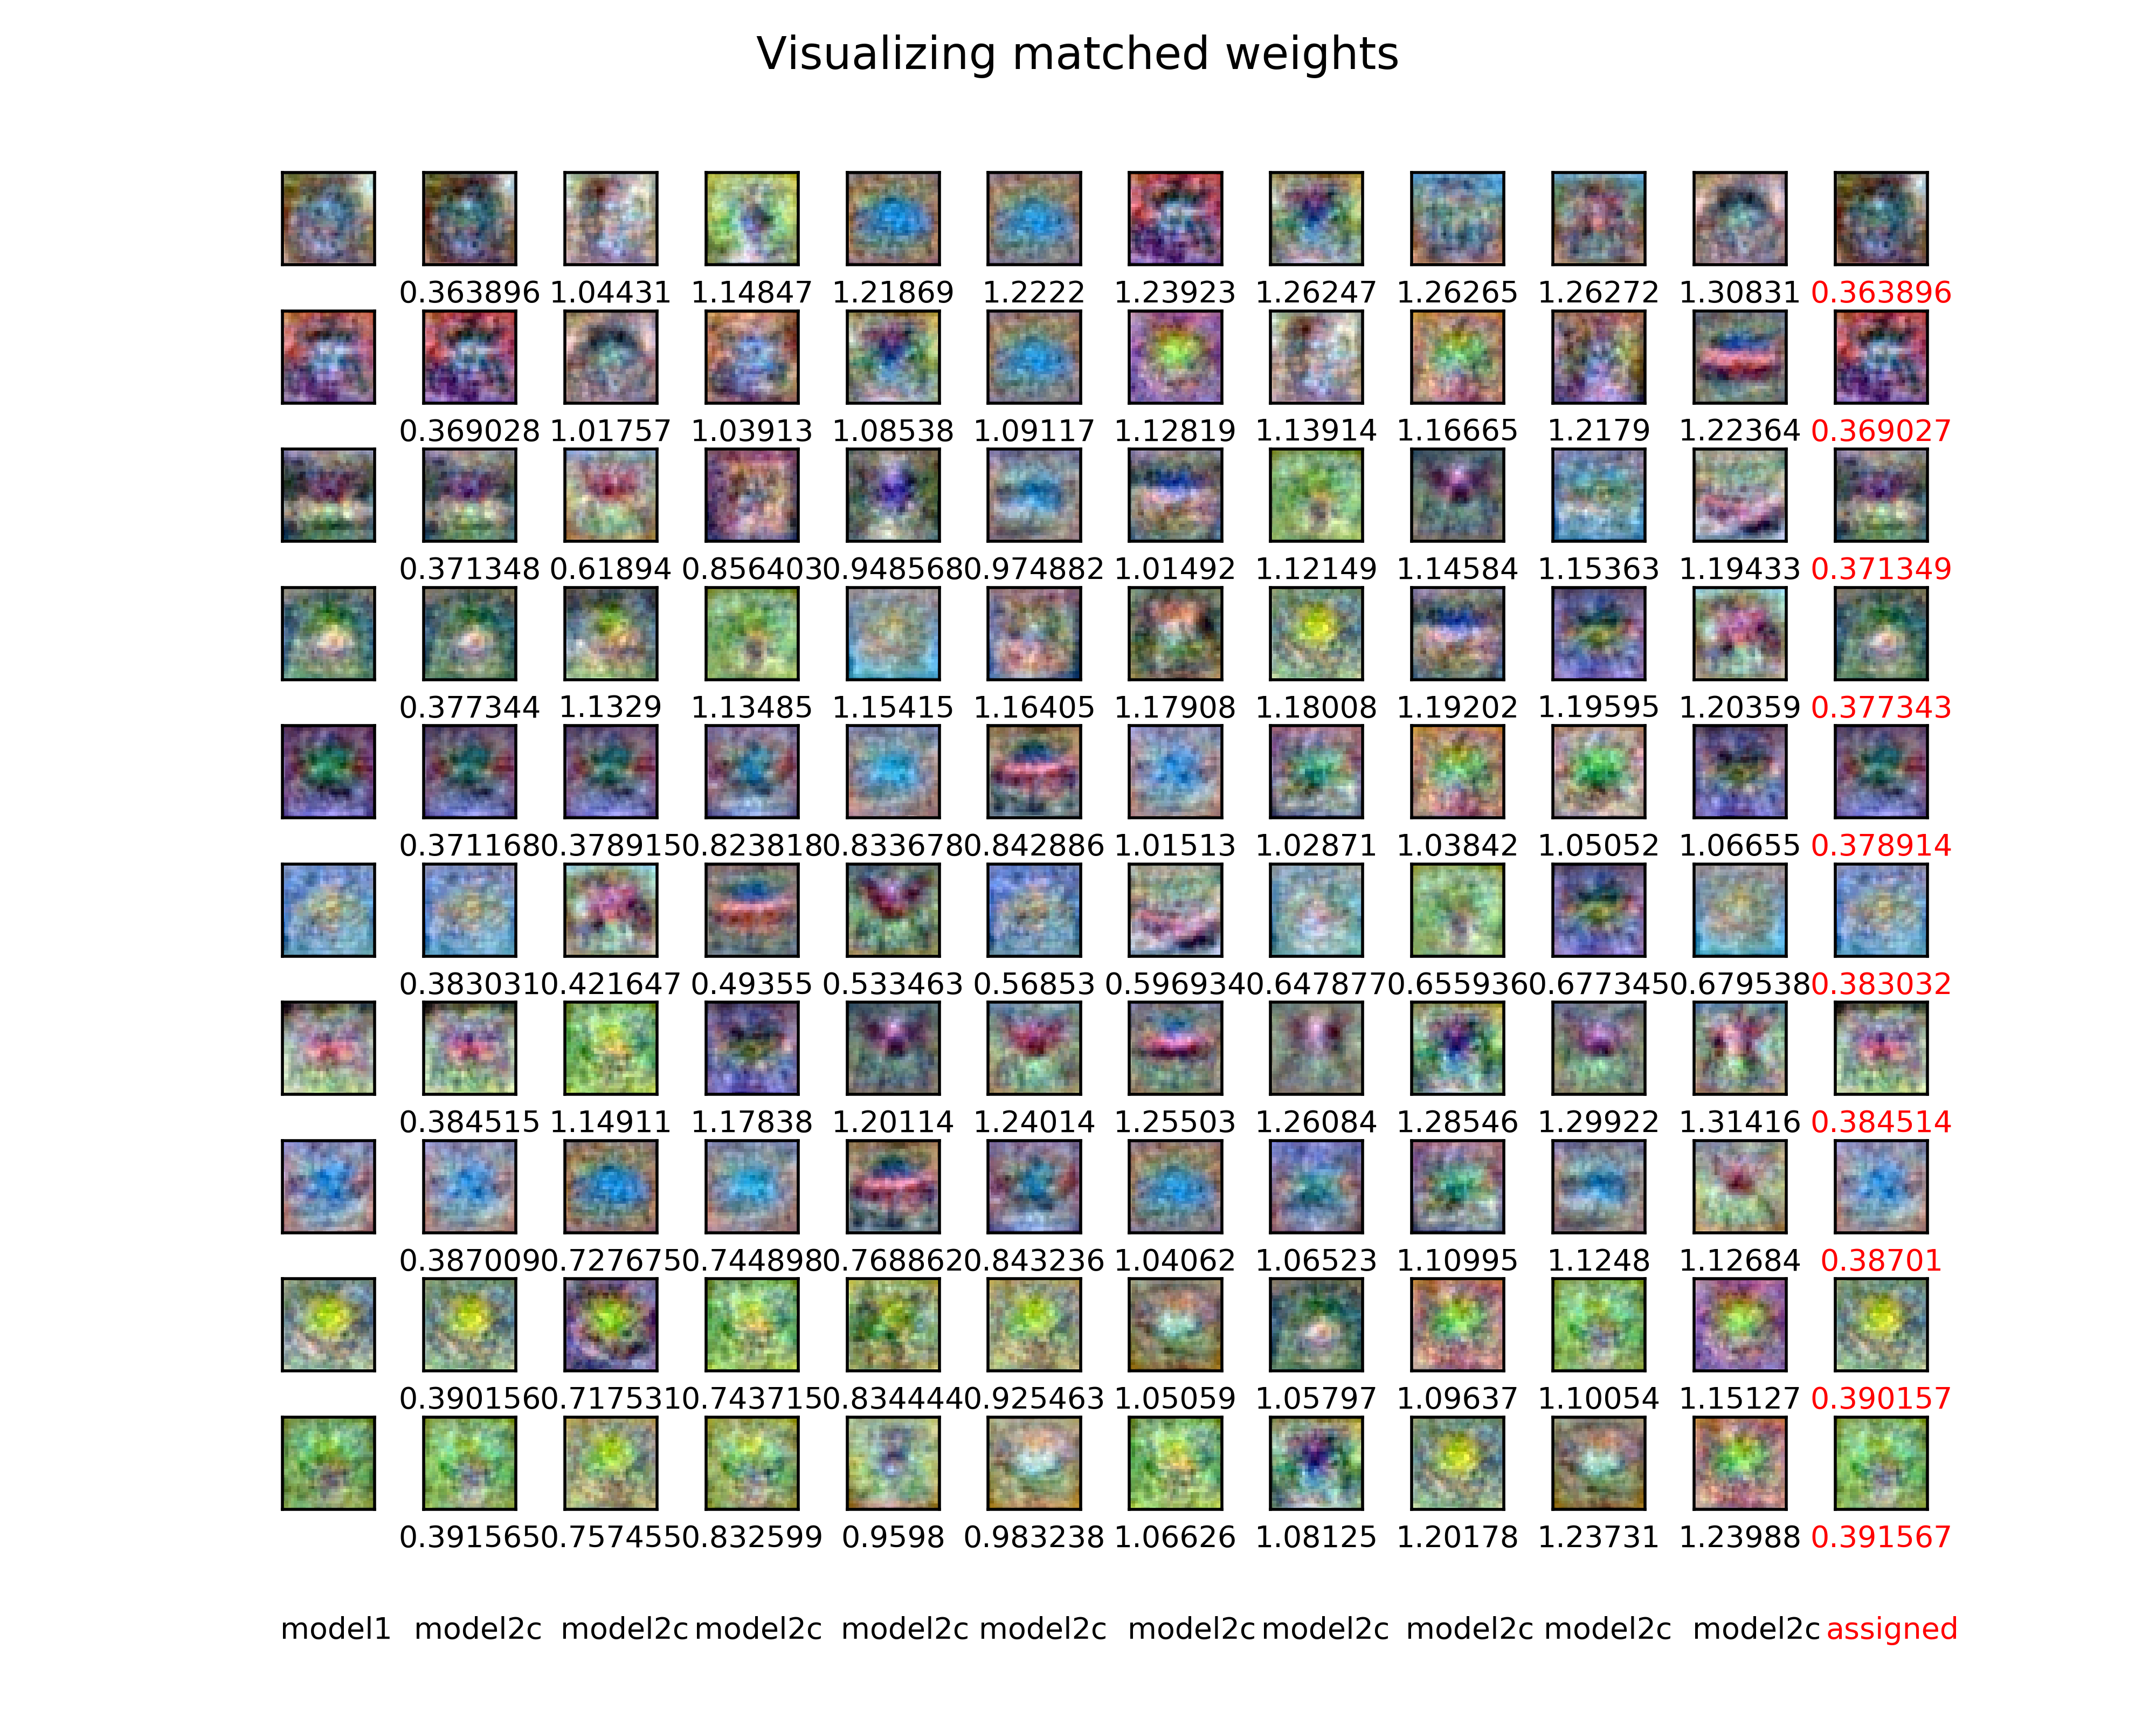 Visualizing matched weights
0.363896 1.04431 1.14847 1.21869 1.2222 1.23923 1.26247 1.26265 1.26272 1.30831 0.363896
0.369028 1.01757 1.03913 1.08538 1.09117 1.12819 1.13914 1.16665 1.2179 1.22364 0.369027
0.371348 0.61894 0.856403 0.948568 0.974882 1.01492 1.12149 1.14584 1.15363 1.19433 0.371349
0.377344 1.1329 1.13485 1.15415 1.16405 1.17908 1.18008 1.19202 1.19595 1.20359 0.377343
0.371168 0.378915 0.823818 0.833678 0.842886 1.01513 1.02871 1.03842 1.05052 1.06655 0.378914
0.383031 0.421647 0.49355 0.533463 0.56853 0.596934 0.647877 0.655936 0.677345 0.679538 0.383032
0.384515 1.14911 1.17838 1.20114 1.24014 1.25503 1.26084 1.28546 1.29922 1.31416 0.384514
0.387009 0.727675 0.744898 0.768862 0.843236 1.04062 1.06523 1.10995 1.1248 1.12684 0.38701
0.390156 0.717531 0.743715 0.834444 0.925463 1.05059 1.05797 1.09637 1.10054 1.15127 0.390157
0.391565 0.757455 0.832599 0.9598 0.983238 1.06626 1.08125 1.20178 1.23731 1.23988 0.391567
model1 model2c model2c model2c model2c model2c model2c model2c model2c model2c model2c assigned